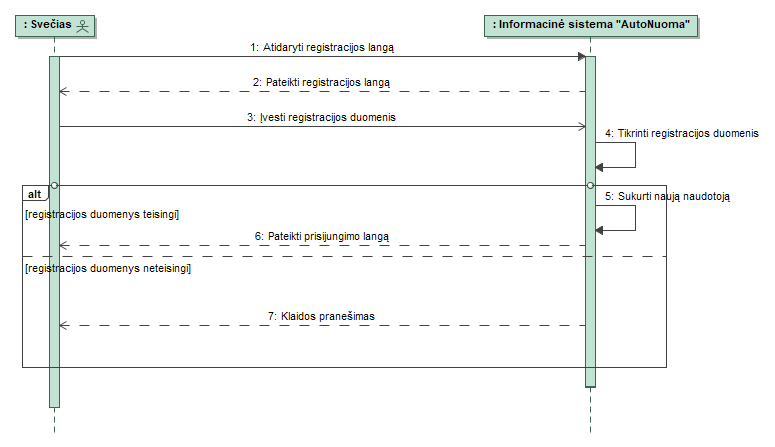 : Svečias
: Informacinė sistema "AutoNuoma"
1: Atidaryti registracijos langą
2: Pateikti registracijos langą
3: Įvesti registracijos duomenis
4: Tikrinti registracijos duomenis
alt
5: Sukurti naują naudotoją
[registracijos duomenys teisingi]
6: Pateikti prisijungimo langą
[registracijos duomenys neteisingi]
7: Klaidos pranešimas